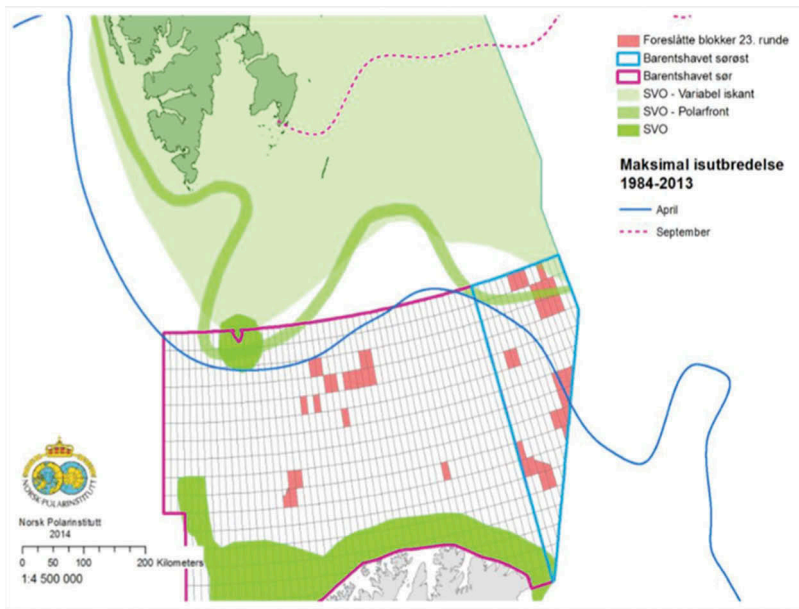 Foreslåtte blokker 23. runde
Barentshavet sørøst
Barentshavet sør
SVO - Variabel iskant
SVO - Polarfront
SVO
Maksimal isutbredelse
1984-2013
April
September
NORSK POLARINSTITUTT
Norsk Polarinstitutt
2014
0 50 100 200 Kilometers
1:4 500 000